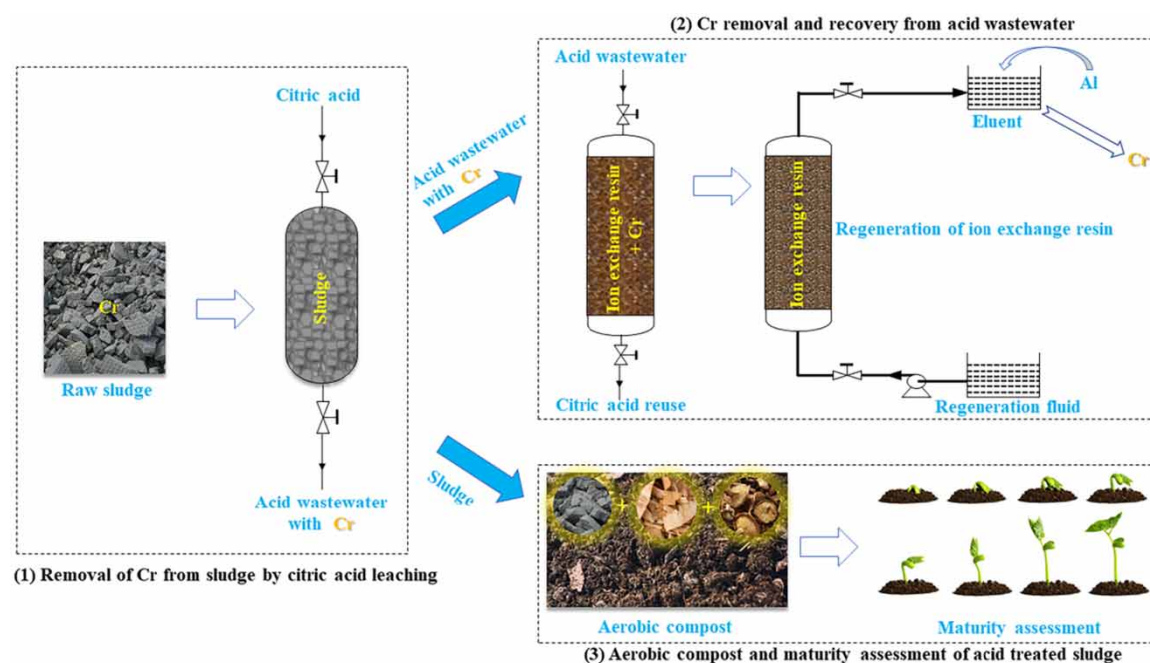 (2) Cr removal and recovery from acid wastewater
Citric acid
Cr
Raw sludge
Sludge
Acid wastewater
with Cr
(1) Removal of Cr from sludge by citric acid leaching
Acid wastewater
with Cr
Sludge
Acid wastewater
Ion exchange resin
+ Cr
Citric acid reuse
Ion exchange resin
Regeneration of ion exchange resin
Al
Eluent
Cr
Regeneration fluid
+
+
Aerobic compost
Maturity assessment
(3) Aerobic compost and maturity assessment of acid treated sludge